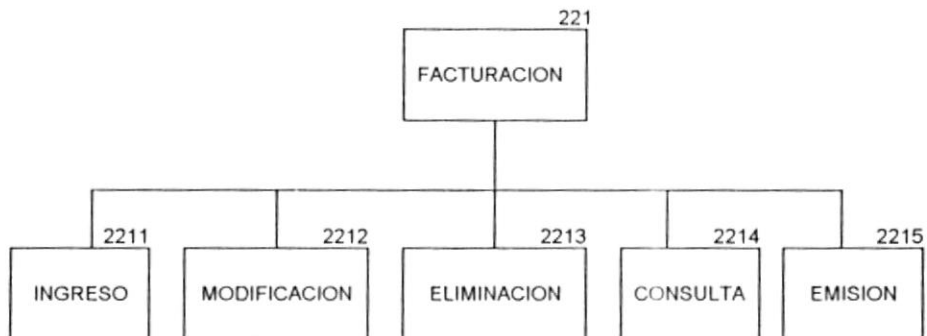 221
FACTURACION
2211 2212 2213 2214 2215
INGRESO MODIFICACION ELIMINACION CONSULTA EMISION